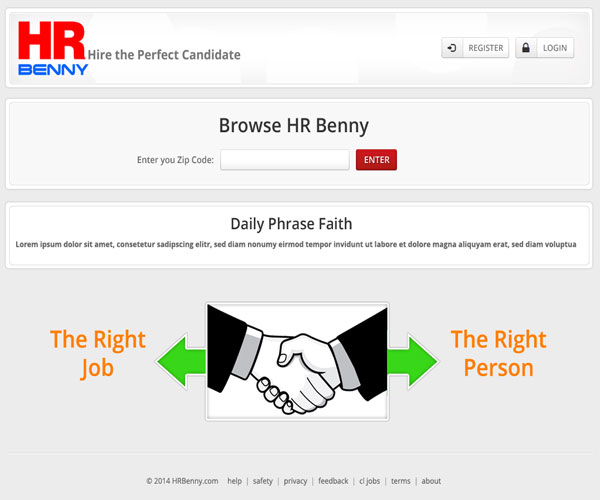 HR
BENNY
Hire the Perfect Candidate
REGISTER
LOGIN
Browse HR Benny
Enter you Zip Code:
ENTER
Daily Phrase Faith
Lorem ipsum dolor sit amet, consetetur sadipscing elitr, sed diam nonumy eirmod tempor invidunt ut labore et dolore magna aliquyam erat, sed diam voluptua
The Right
Job
The Right
Person
© 2014 HRBenny.com help | safety | privacy | feedback | cl jobs | terms | about